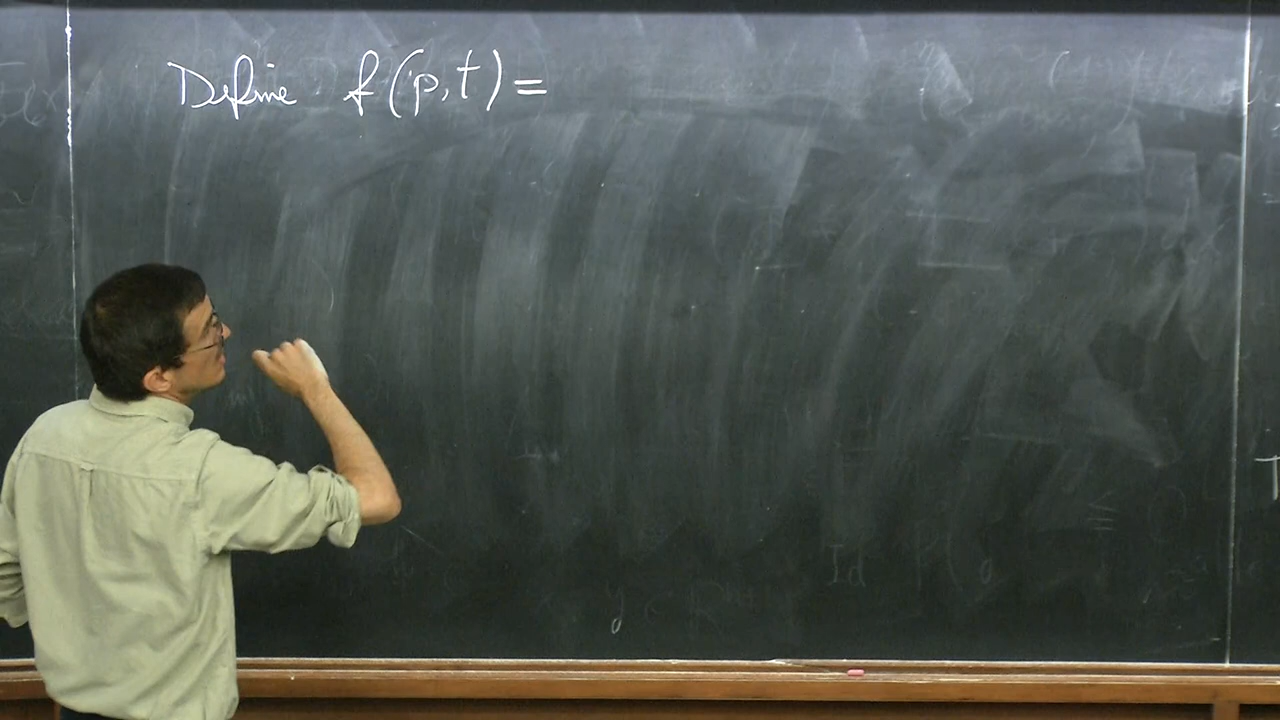 Define f(p,t) =